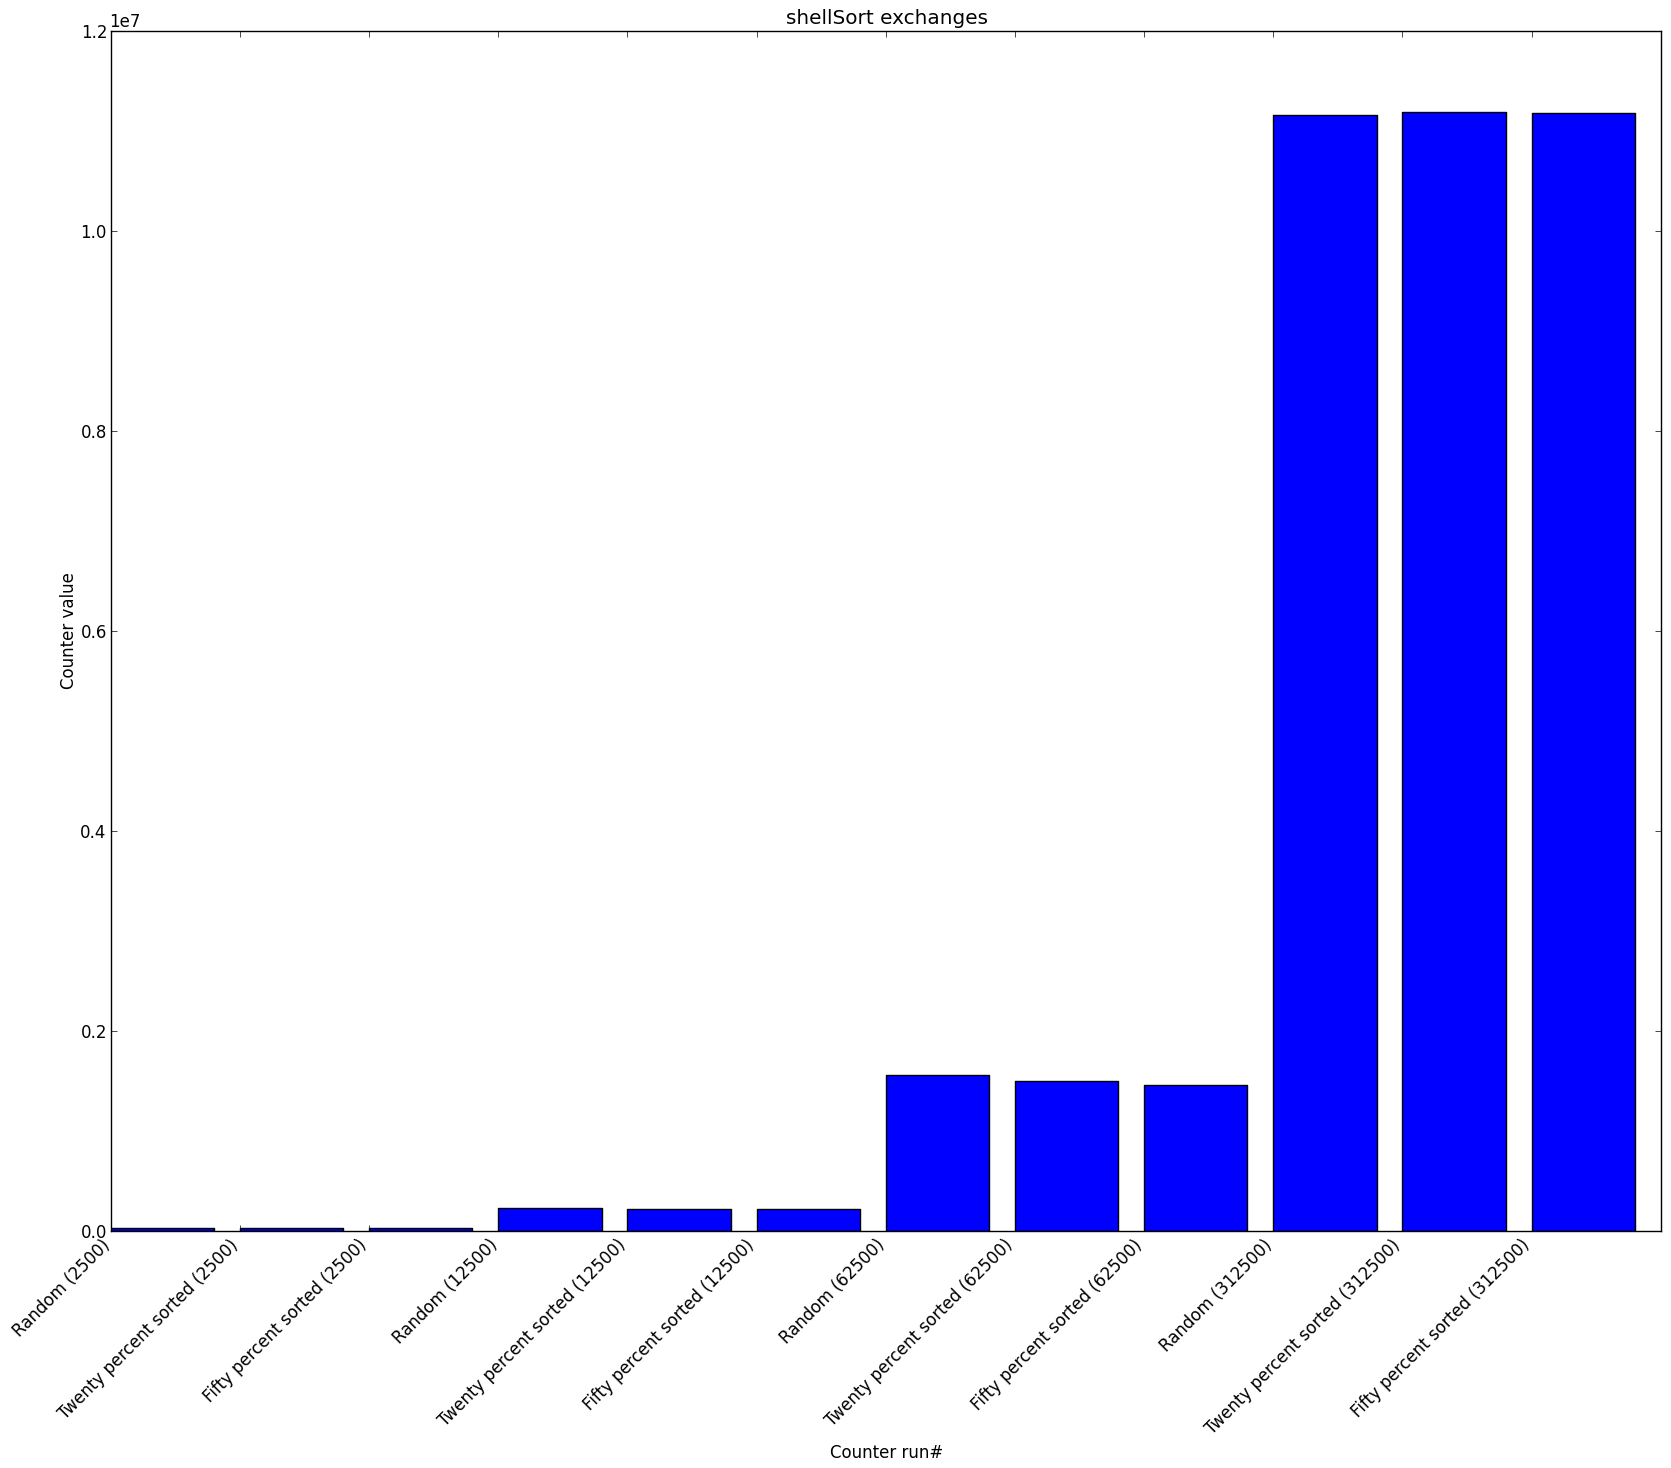 shellSort exchanges
1e7
1.2
1.0
0.8
0.6
0.4
0.2
0.0
Counter value
Random (2500)
Twenty percent sorted (2500)
Fifty percent sorted (2500)
Random (12500)
Twenty percent sorted (12500)
Fifty percent sorted (12500)
Random (62500)
Twenty percent sorted (62500)
Fifty percent sorted (62500)
Random (312500)
Twenty percent sorted (312500)
Fifty percent sorted (312500)
Counter run#